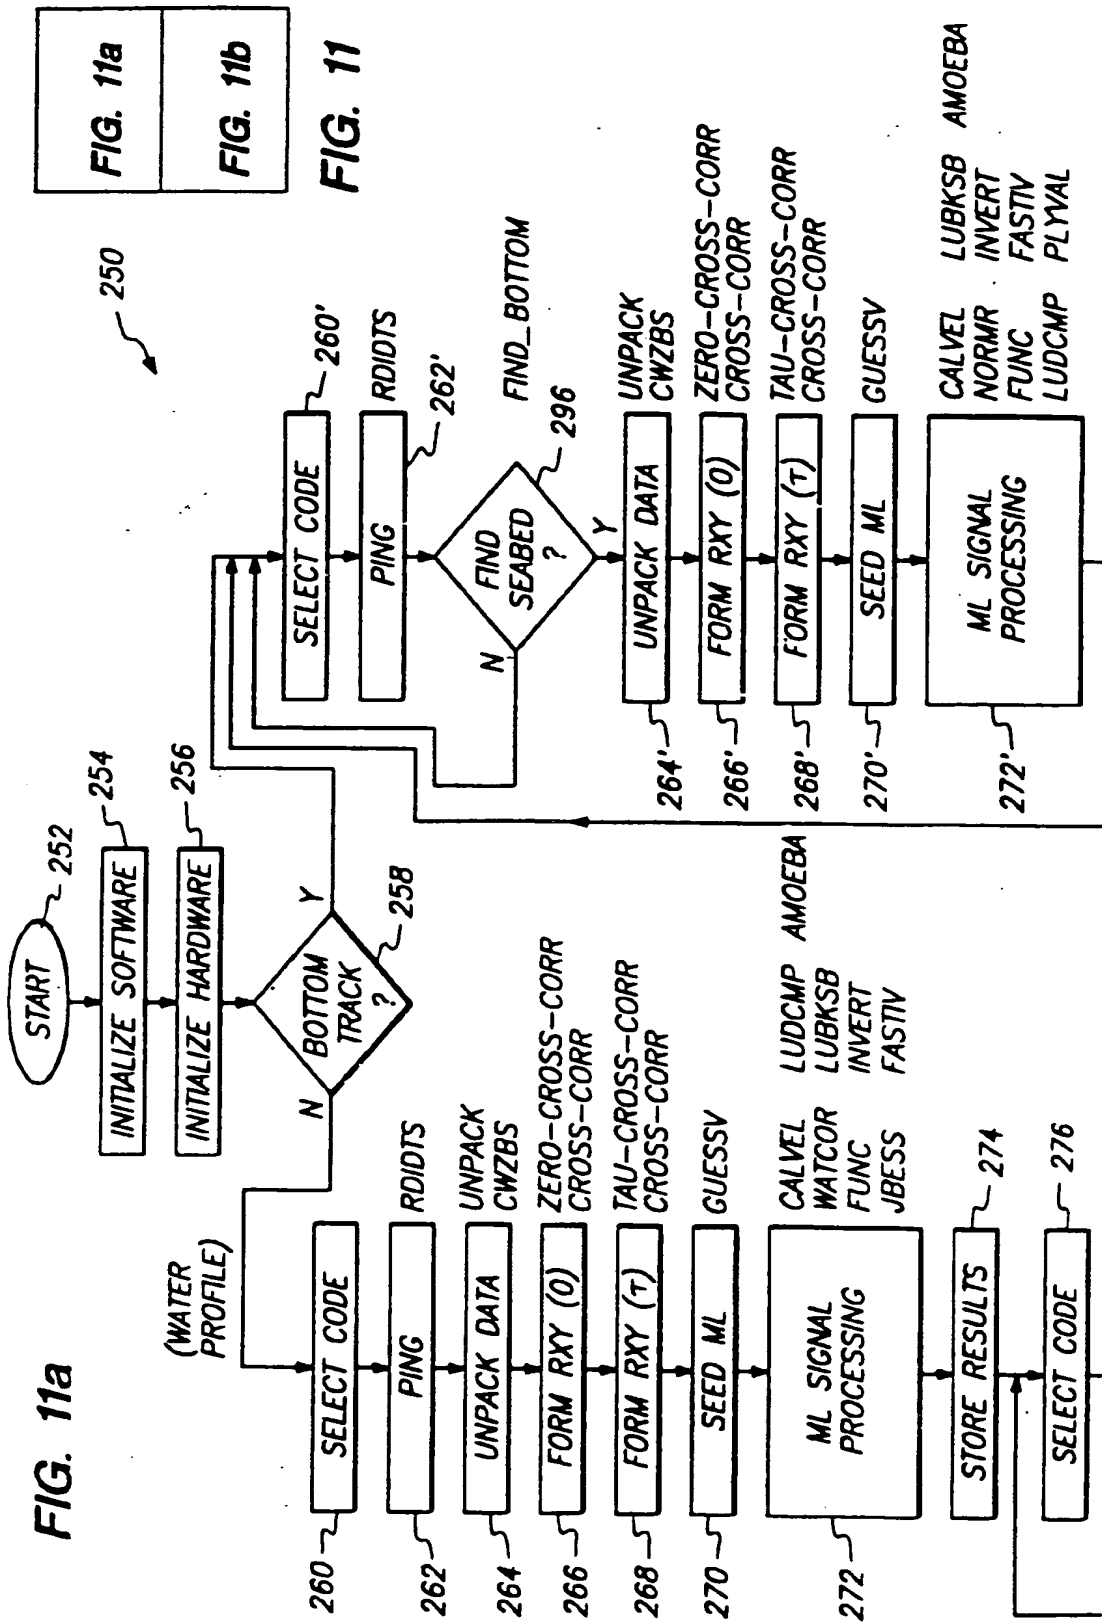 FIG. 11a
FIG. 11a
FIG. 11b
FIG. 11
250
START
252
INITIALIZE SOFTWARE
254
INITIALIZE HARDWARE
256
BOTTOM
TRACK
?
258
N
Y
(WATER
PROFILE)
260
SELECT CODE
262
PING
RDIDTS
264
UNPACK DATA
UNPACK
CWZBS
266
FORM RXY (0)
ZERO-CROSS-CORR
CROSS-CORR
268
FORM RXY (τ)
TAU-CROSS-CORR
CROSS-CORR
270
SEED ML
GUESSV
272
ML SIGNAL
PROCESSING
CALVEL LUDCMP AMOEBA
WATCOR LUBKSB
FUNC INVERT
JBESS FASTIV
STORE RESULTS
274
SELECT CODE
276
SELECT CODE
260'
PING
RDIDTS
262'
FIND
SEABED
?
FIND_BOTTOM
296
N
Y
264'
UNPACK DATA
UNPACK
CWZBS
266'
FORM RXY (0)
ZERO-CROSS-CORR
CROSS-CORR
268'
FORM RXY (τ)
TAU-CROSS-CORR
CROSS-CORR
270'
SEED ML
GUESSV
272'
ML SIGNAL
PROCESSING
CALVEL LUBKSB AMOEBA
NORMR INVERT
FUNC FASTIV
LUDCMP PLYVAL